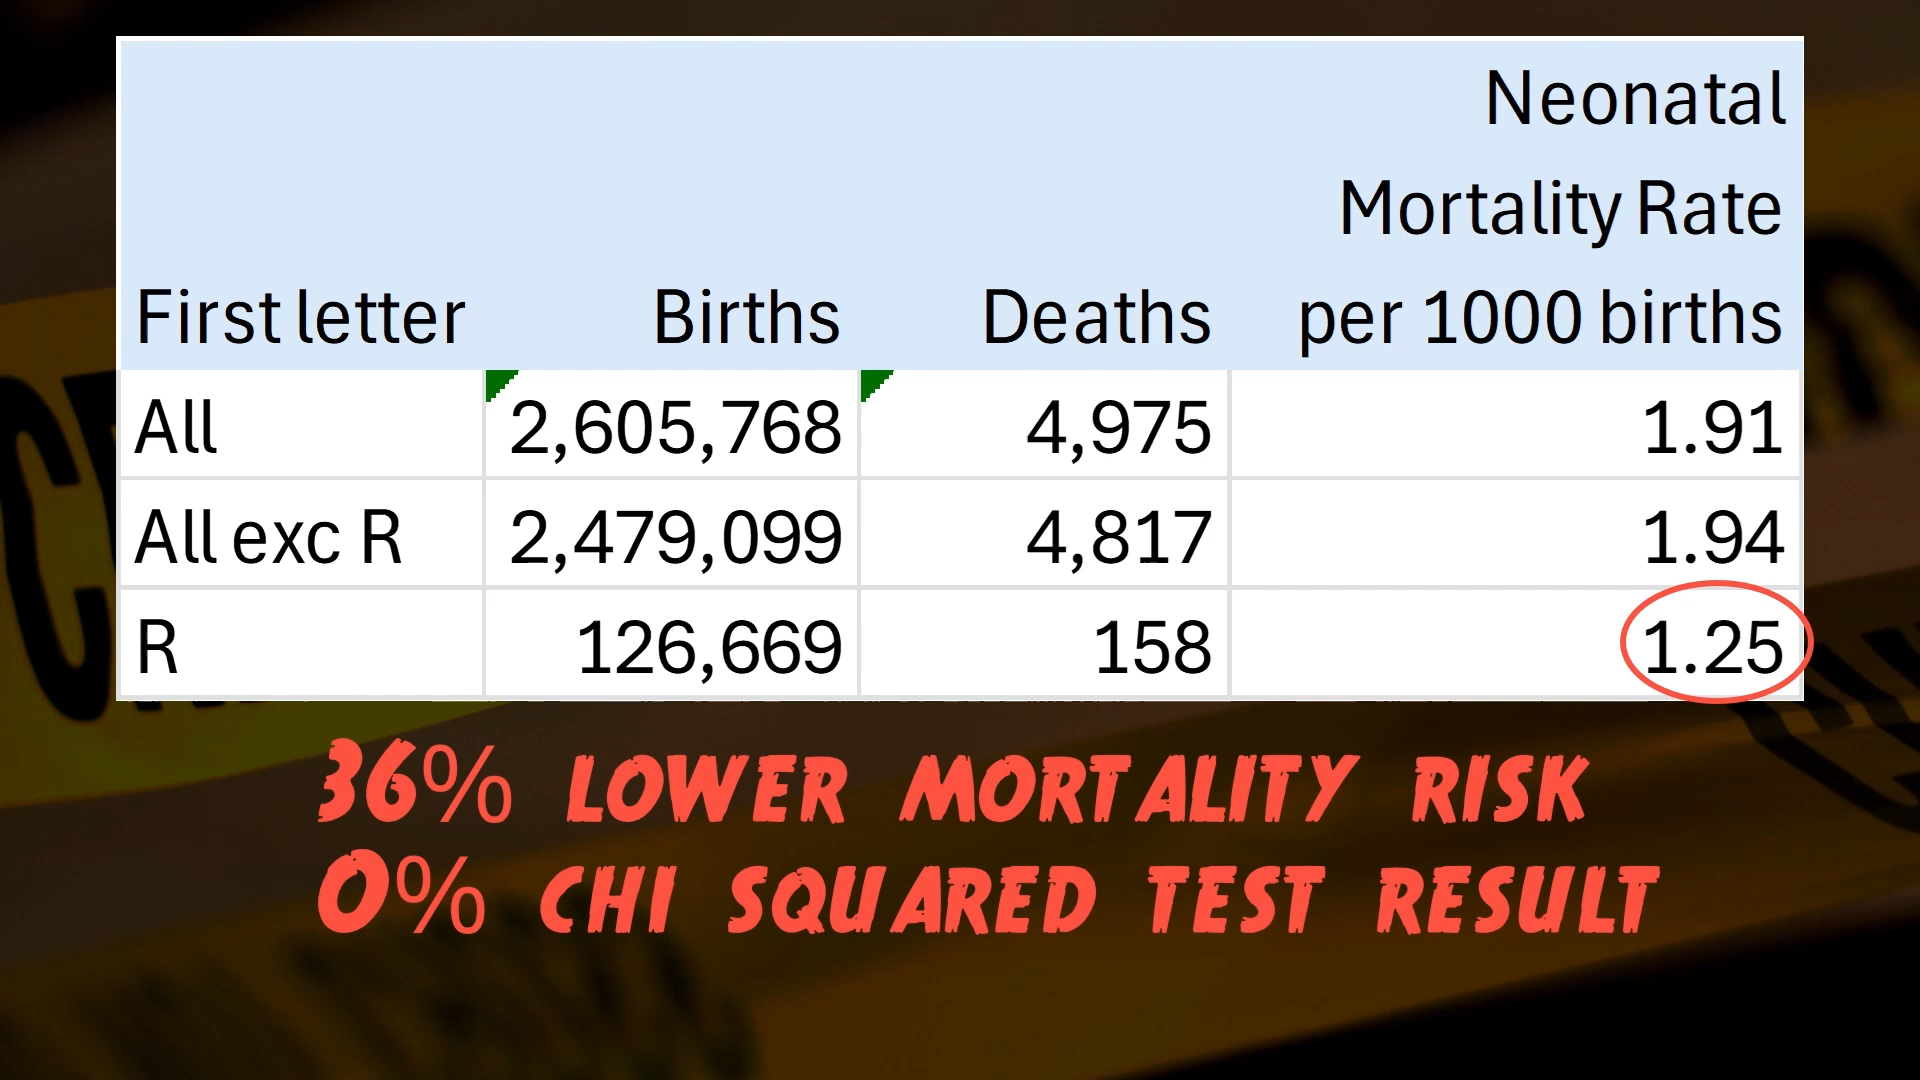 Neonatal
Mortality Rate
First letter Births Deaths per 1000 births
All 2,605,768 4,975 1.91
All exc R 2,479,099 4,817 1.94
R 126,669 158 1.25
36% LOWER MORTALITY RISK
0% CHI SQUARED TEST RESULT